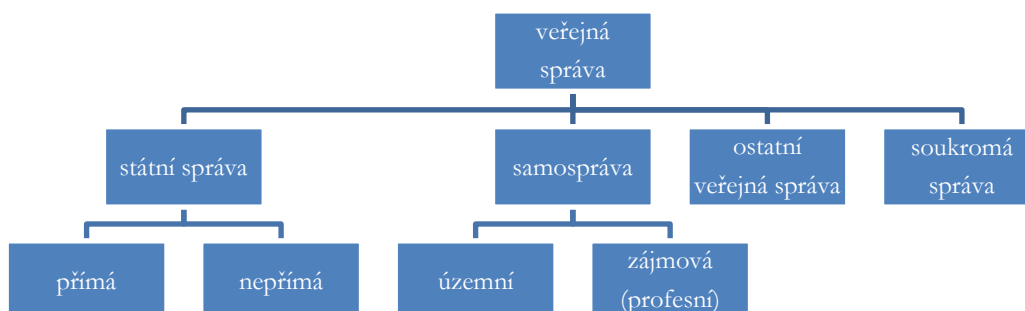 veřejná
správa
státní správa
samospráva
ostatní
veřejná správa
soukromá
správa
přímá
nepřímá
územní
zájmová
(profesní)